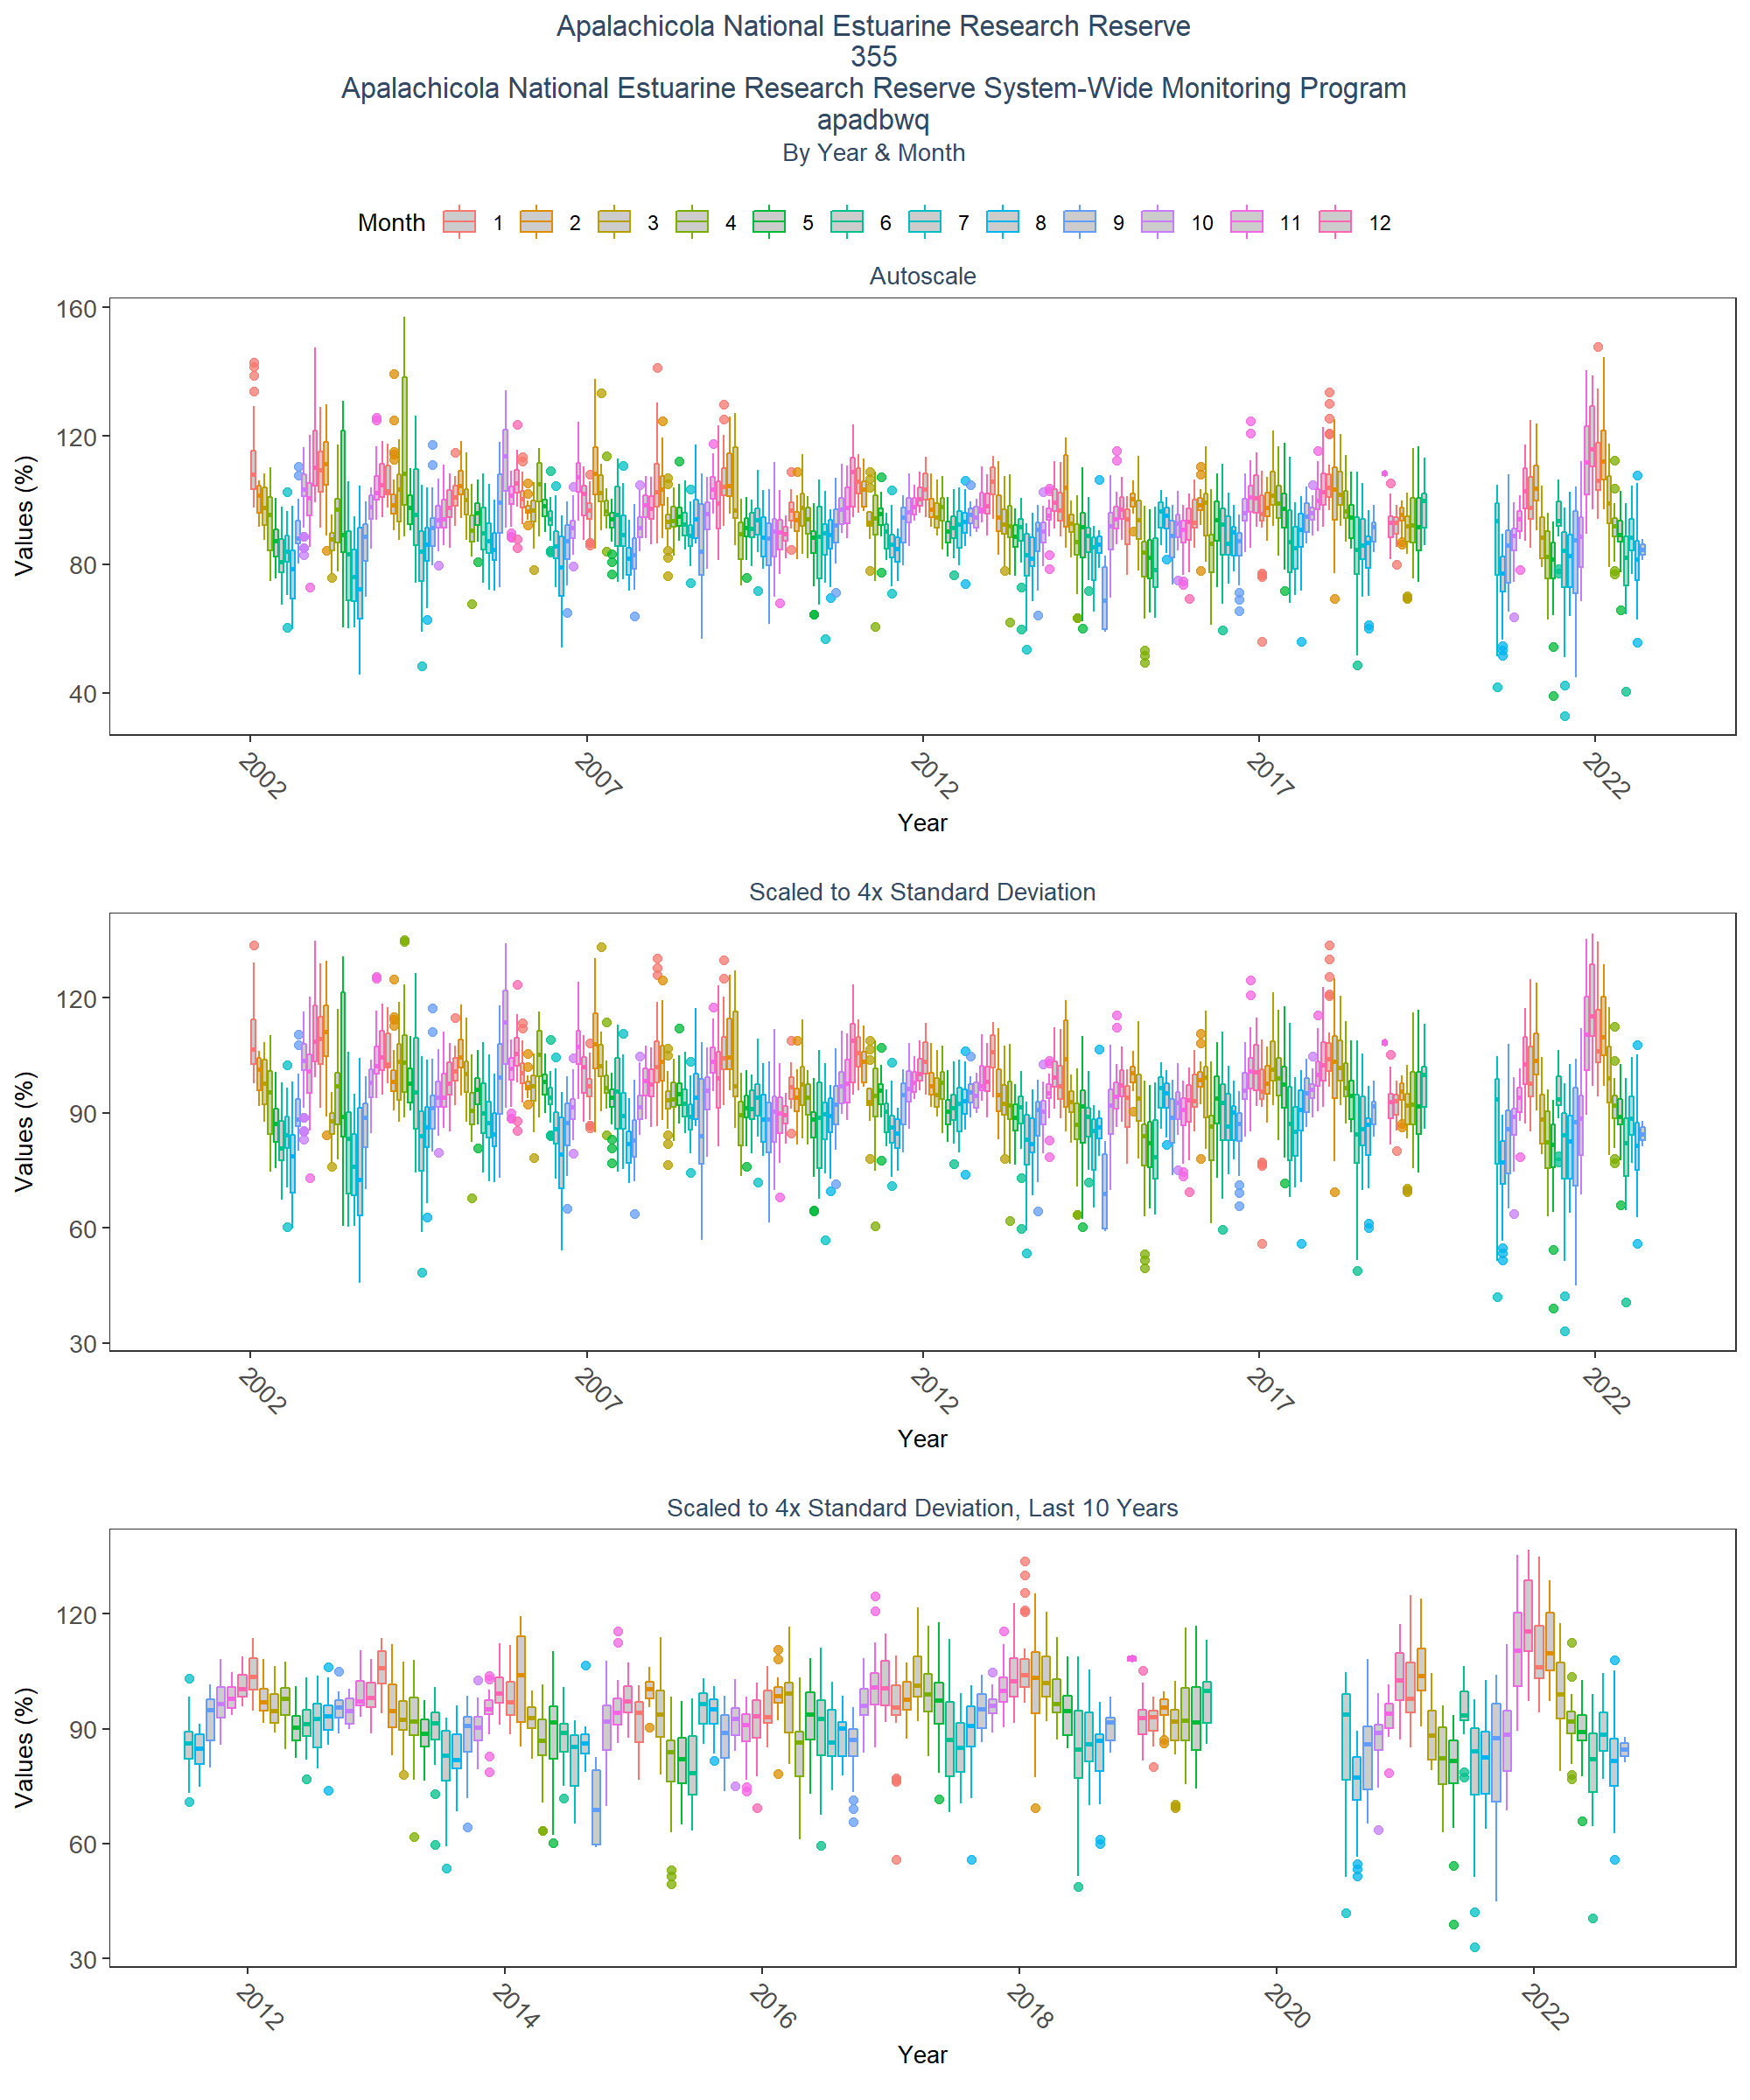 Apalachicola National Estuarine Research Reserve
355
Apalachicola National Estuarine Research Reserve System-Wide Monitoring Program
apadbwq
By Year & Month
Month 1 2 3 4 5 6 7 8 9 10 11 12
Autoscale
Values (%)
160
120
80
40
2002 2007 2012 2017 2022
Year
Scaled to 4x Standard Deviation
Values (%)
120
90
60
30
2002 2007 2012 2017 2022
Year
Scaled to 4x Standard Deviation, Last 10 Years
Values (%)
120
90
60
30
2012 2014 2016 2018 2020 2022
Year